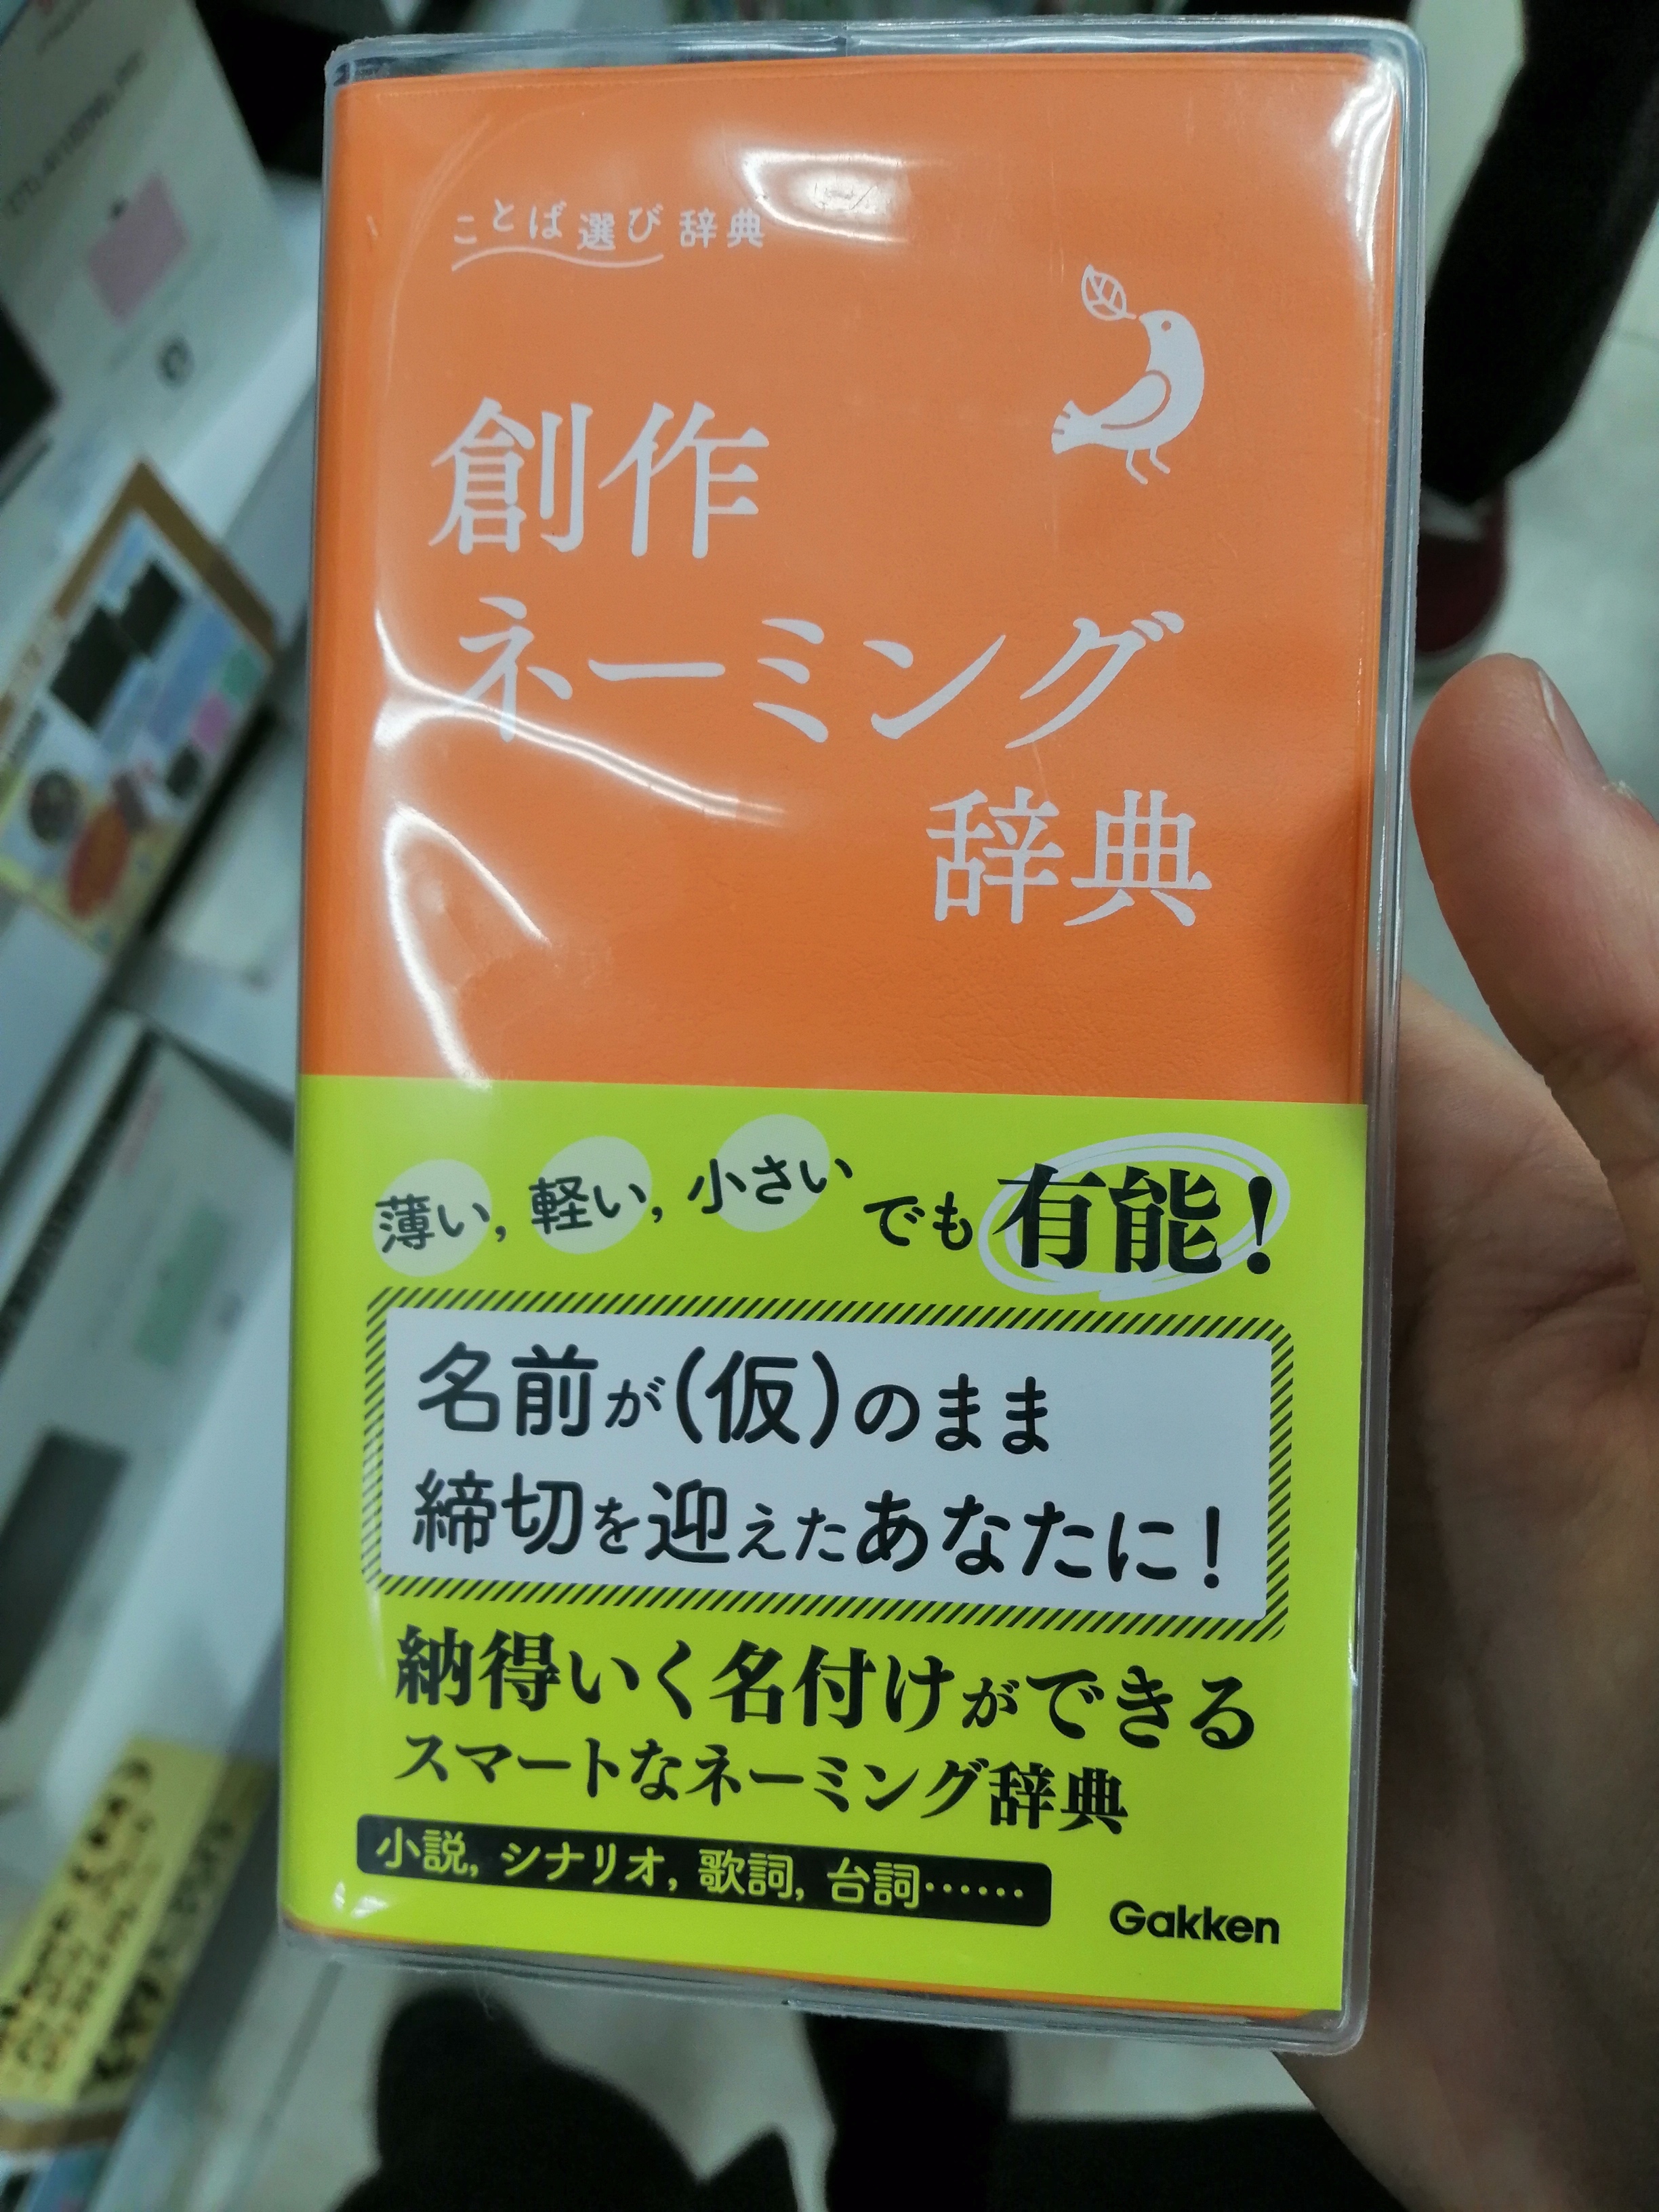 ことば選び辞典
創作
ネーミング
辞典
薄い, 軽い, 小さいでも有能!
名前が(仮)のまま
締切を迎えたあなたに!
納得いく名付けができる
スマートなネーミング辞典
小説, シナリオ, 歌詞, 台詞……
Gakken